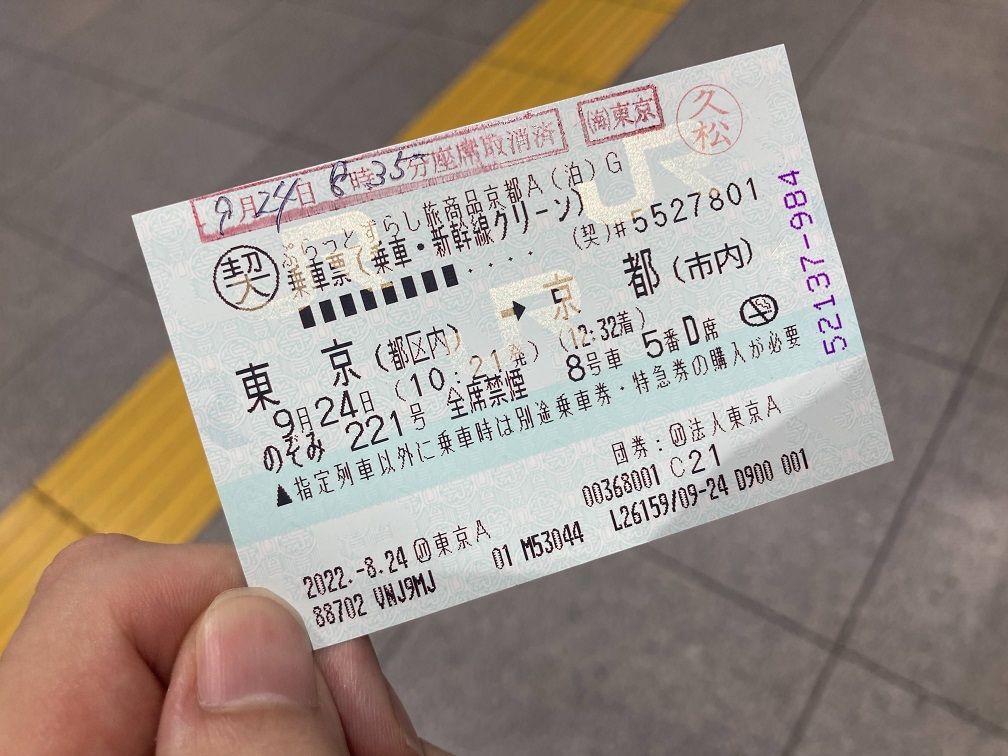 9月24日 8時35分座席取消済
㈱東京
久松
契
ぷらっとずらし旅商品京都A(泊)G
乗車票(乗車・新幹線グリーン)
(契)#5527801
東 京(都区内) → 京 都(市内)
9月24日(10:21発) (12:32着)
のぞみ 221号 全席禁煙 8号車 5番D席
▲指定列車以外に乗車時は別途乗車券・特急券の購入が必要
団券:法人東京A
00368001 C21
2022.-8.24 東京A 01 M53044 L26159/09-24 D900 001
88702 VWJ9MJ
52137-984